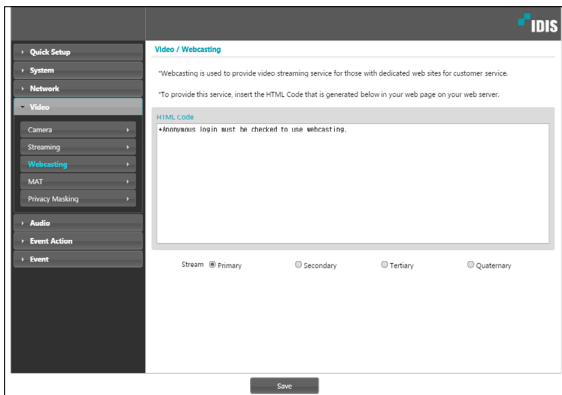 IDIS
Quick Setup
System
Network
Video
Camera
Streaming
Webcasting
MAT
Privacy Masking
Audio
Event Action
Event
Video / Webcasting
*Webcasting is used to provide video streaming service for those with dedicated web sites for customer service.
*To provide this service, insert the HTML Code that is generated below in your web page on your web server.
HTML Code
*Anonymous login must be checked to use webcasting.
Stream Primary Secondary Tertiary Quaternary
Save